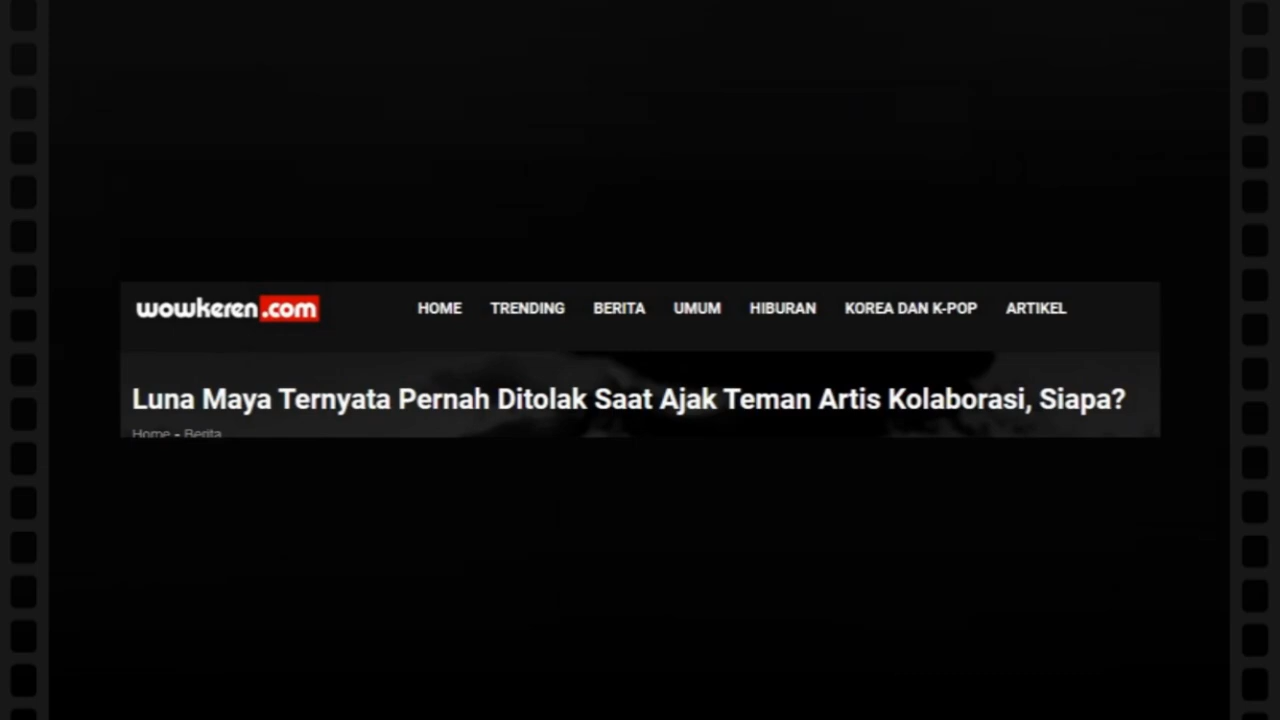 wowkeren.com
HOME TRENDING BERITA UMUM HIBURAN KOREA DAN K-POP ARTIKEL
Luna Maya Ternyata Pernah Ditolak Saat Ajak Teman Artis Kolaborasi, Siapa?
Home - Berita